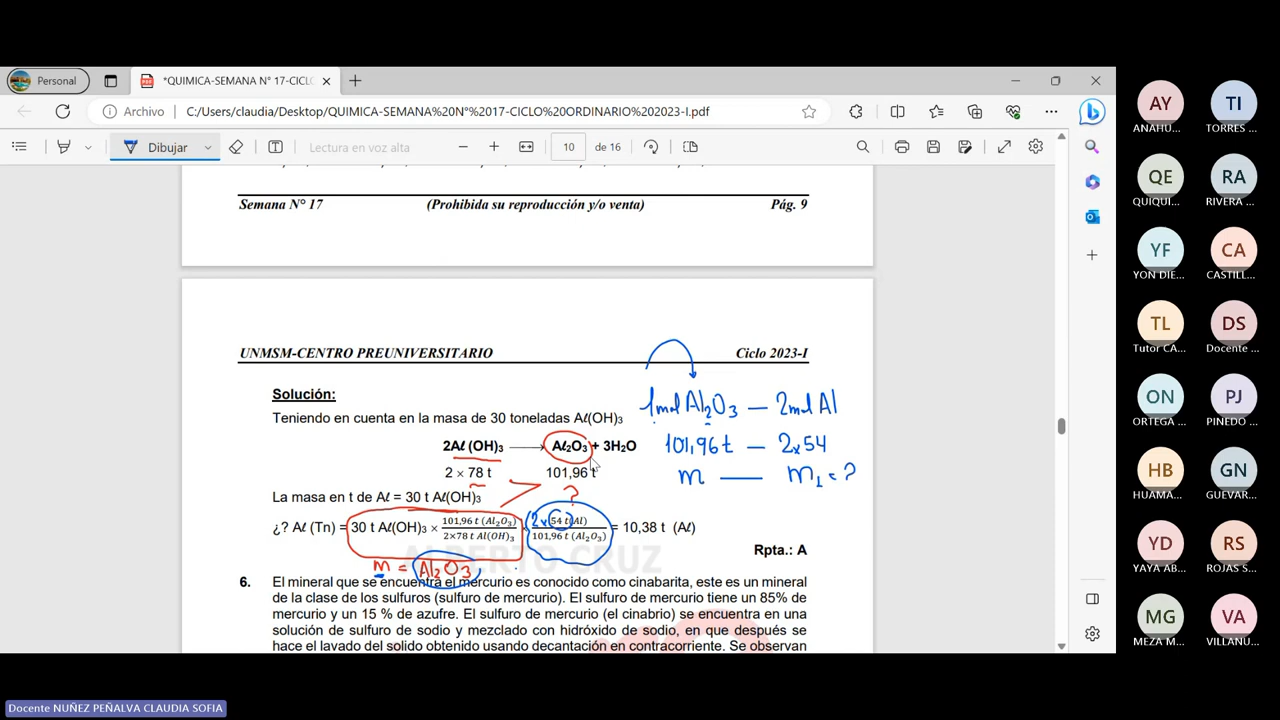 Personal
*QUIMICA-SEMANA N° 17-CICLO
Archivo
C:/Users/claudia/Desktop/QUIMICA-SEMANA%20N°%2017-CICLO%20ORDINARIO%202023-I.pdf
Dibujar
Lectura en voz alta
10 de 16
Semana N° 17 (Prohibida su reproducción y/o venta) Pág. 9
UNMSM-CENTRO PREUNIVERSITARIO Ciclo 2023-I
Solución:
Teniendo en cuenta en la masa de 30 toneladas Aℓ(OH)₃
2Aℓ (OH)₃ ⟶ Aℓ₂O₃ + 3H₂O
2 × 78 t 101,96 t
?
La masa en t de Aℓ = 30 t Aℓ(OH)₃
¿? Aℓ (Tn) = 30 t Aℓ(OH)₃ × 101,96 t (Al₂O₃) / 2×78 t Al(OH)₃ × 2x 54 t(Al) / 101,96 t (Al₂O₃) = 10,38 t (Aℓ)
ALBERTO CRUZ
Rpta.: A
m = Al₂O₃
1mol Al₂O₃ — 2mol Al
101,96 t — 2x54
m — m₁ = ?
6. El mineral que se encuentra el mercurio es conocido como cinabarita, este es un mineral
de la clase de los sulfuros (sulfuro de mercurio). El sulfuro de mercurio tiene un 85% de
mercurio y un 15 % de azufre. El sulfuro de mercurio (el cinabrio) se encuentra en una
solución de sulfuro de sodio y mezclado con hidróxido de sodio, en que después se
hace el lavado del solido obtenido usando decantación en contracorriente. Se observan
AY TI
ANAHU... TORRES ...
QE RA
QUIQUI... RIVERA ...
YF CA
YON DIE... CASTILL...
TL DS
Tutor CA... Docente ...
ON PJ
ORTEGA ... PINEDO ...
HB GN
HUAMA... GUEVAR...
YD RS
YAYA AB... ROJAS S...
MG VA
MEZA M... VILLANU...
Docente NUÑEZ PEÑALVA CLAUDIA SOFIA